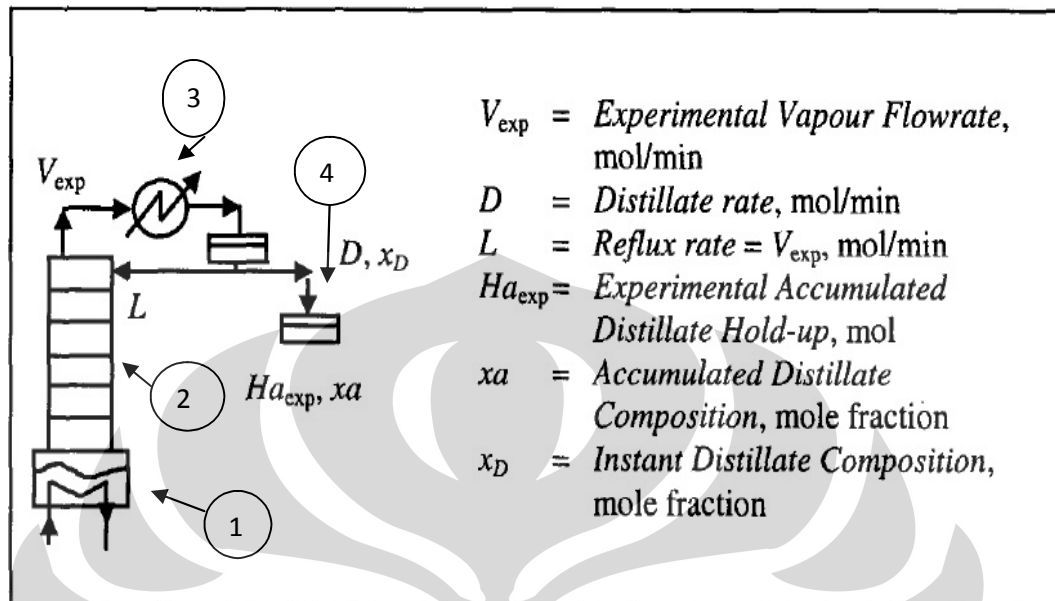 3
4
V_exp
D, x_D
L
2
Ha_exp, xa
1
V_exp = Experimental Vapour Flowrate,
mol/min
D = Distillate rate, mol/min
L = Reflux rate = V_exp, mol/min
Ha_exp= Experimental Accumulated
Distillate Hold-up, mol
xa = Accumulated Distillate
Composition, mole fraction
x_D = Instant Distillate Composition,
mole fraction